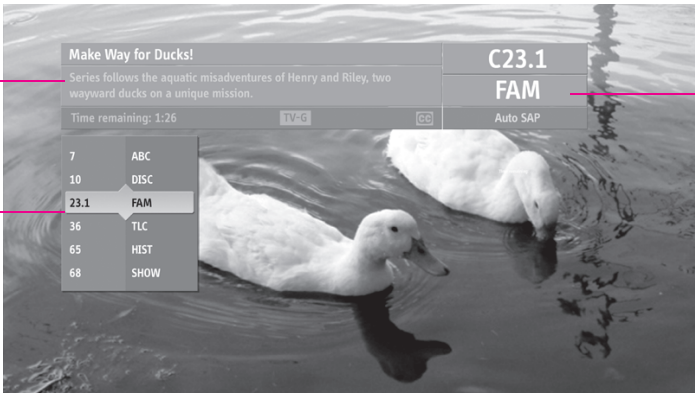 Make Way for Ducks!
Series follows the aquatic misadventures of Henry and Riley, two
wayward ducks on a unique mission.
Time remaining: 1:26 TV-G CC
C23.1
FAM
Auto SAP
7 ABC
10 DISC
23.1 FAM
36 TLC
65 HIST
68 SHOW